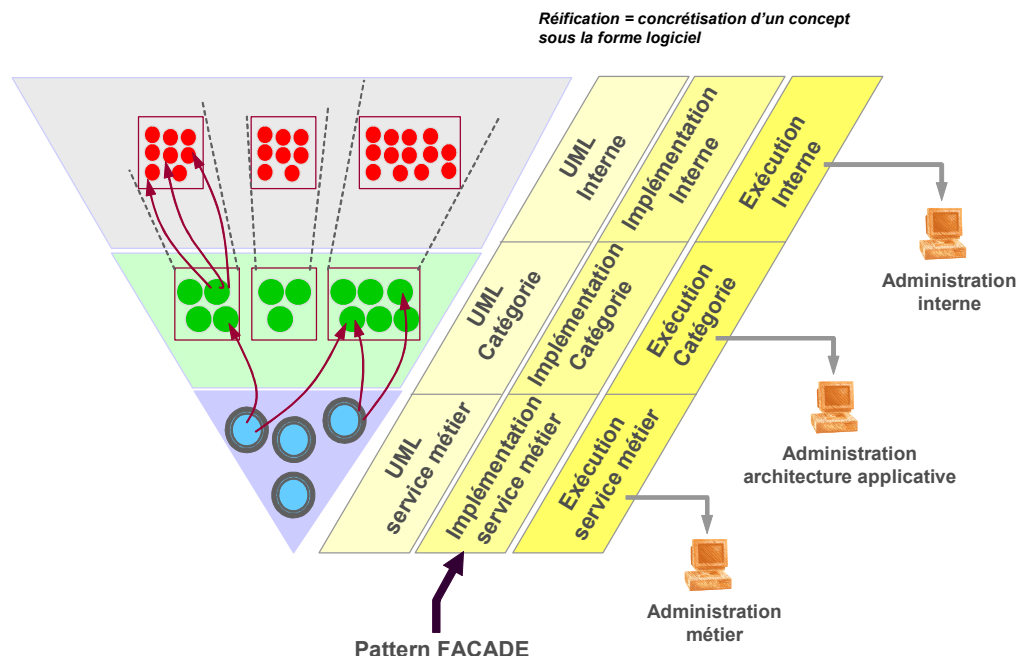 Réification = concrétisation d'un concept
sous la forme logiciel
UML
Interne
Implémentation
Interne
Exécution
Interne
UML
Catégorie
Implémentation
Catégorie
Exécution
Catégorie
UML
service métier
Implémentation
service métier
Exécution
service métier
Administration
interne
Administration
architecture applicative
Administration
métier
Pattern FACADE